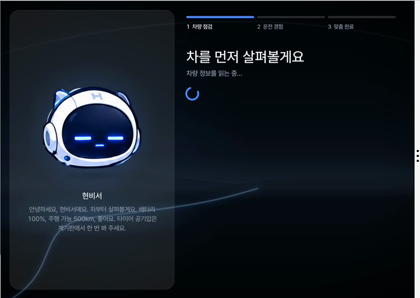 1 차량 점검
2 운전 경험
3 맞춤 완료
차를 먼저 살펴볼게요
차량 정보를 읽는 중...
H
현비서
안녕하세요, 현비서예요. 차부터 살펴볼게요. 배터리
100%, 주행 가능 500km, 좋아요. 타이어 공기압은
계기판에서 한 번 봐 주세요.